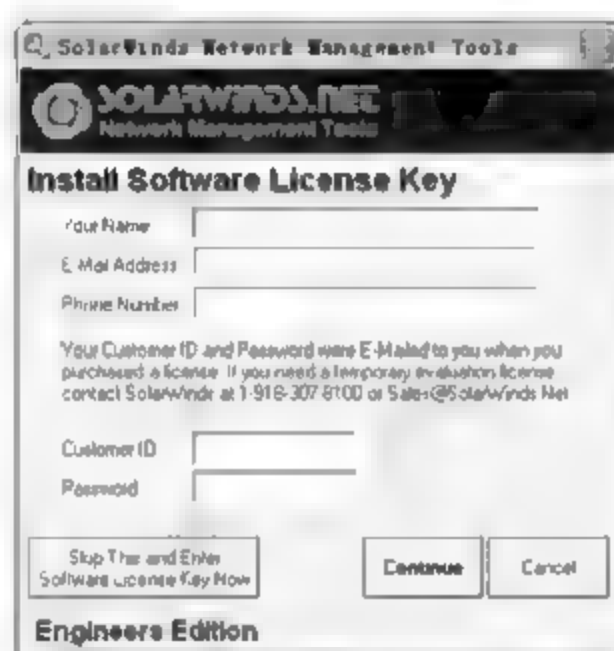 SolarWinds Network Management Tools
SOLARWINDS.NET
Network Management Tools
Install Software License Key
Your Name
E-Mail Address
Phone Number
Your Customer ID and Password were E-Mailed to you when you
purchased a license. If you need a temporary evaluation license
contact SolarWinds at 1-918-307-8100 or Sales@SolarWinds.Net
Customer ID
Password
Skip This and Enter
Software License Key Now
Continue
Cancel
Engineers Edition